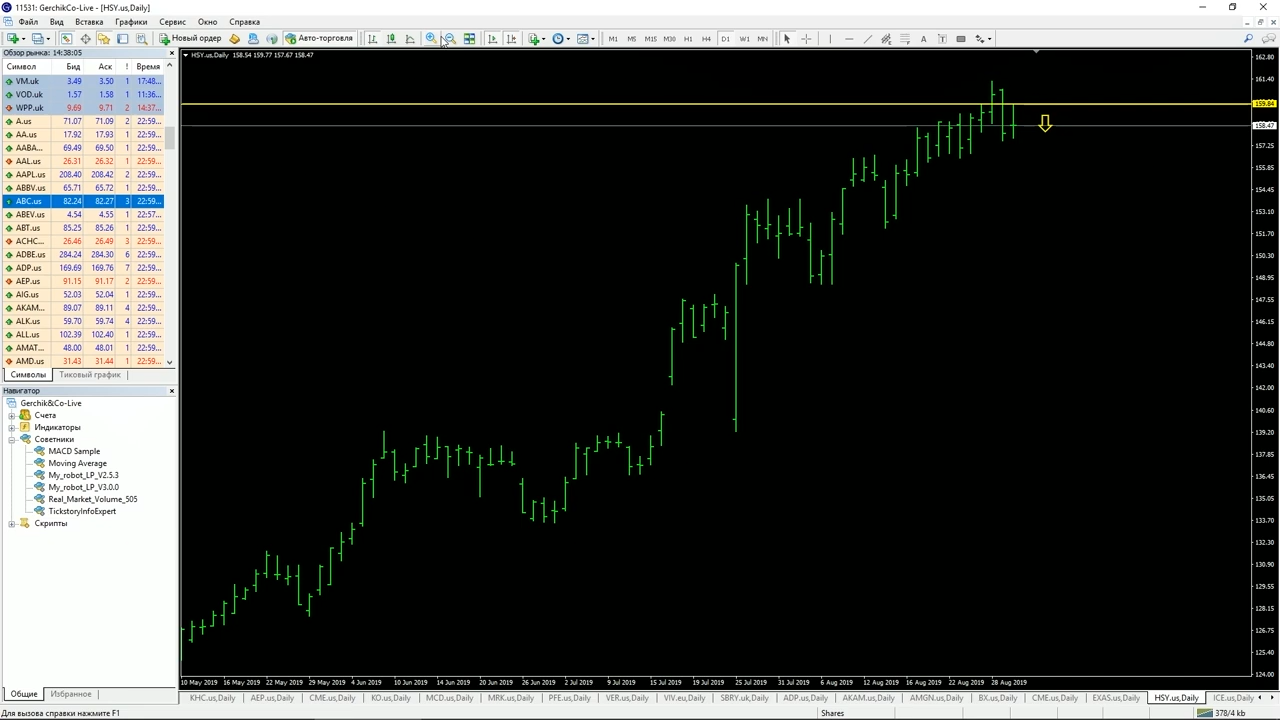 11531: GerchikCo-Live - [HSY.us,Daily]
Файл Вид Вставка Графики Сервис Окно Справка
Новый ордер Авто-торговля M1 M5 M15 M30 H1 H4 D1 W1 MN
Обзор рынка: 14:38:05
Символ Бид Аск ! Время
VM.uk 3.49 3.50 1 17:48...
VOD.uk 1.57 1.58 1 11:36...
WPP.uk 9.69 9.71 2 14:37...
A.us 71.07 71.09 2 22:59...
AA.us 17.92 17.93 1 22:59...
AABA... 69.49 69.50 1 22:59...
AAL.us 26.31 26.32 1 22:59...
AAPL.us 208.40 208.42 2 22:59...
ABBV.us 65.71 65.72 1 22:59...
ABC.us 82.24 82.27 3 22:59...
ABEV.us 4.54 4.55 1 22:57...
ABT.us 85.25 85.26 1 22:59...
ACHC... 26.46 26.49 3 22:59...
ADBE.us 284.24 284.30 6 22:59...
ADP.us 169.69 169.76 7 22:59...
AEP.us 91.15 91.17 2 22:59...
AIG.us 52.03 52.04 1 22:59...
AKAM... 89.07 89.11 4 22:59...
ALK.us 59.70 59.74 4 22:59...
ALL.us 102.39 102.40 1 22:59...
AMAT... 48.00 48.01 1 22:59...
AMD.us 31.43 31.44 1 22:59...
Символы Тиковый график
Навигатор
Gerchik&Co-Live
Счета
Индикаторы
Советники
MACD Sample
Moving Average
My_robot_LP_V2.5.3
My_robot_LP_V3.0.0
Real_Market_Volume_505
TickstoryInfoExpert
Скрипты
Общие Избранное
Для вызова справки нажмите F1
HSY.us,Daily 158.54 159.77 157.67 158.47
162.80
161.40
159.84
158.47
157.25
155.90
154.55
153.10
151.70
150.30
148.95
147.55
146.15
144.80
143.40
142.00
140.60
139.20
137.85
136.45
135.10
133.70
132.30
130.90
129.55
128.15
126.75
125.40
124.00
10 May 2019 16 May 2019 22 May 2019 29 May 2019 4 Jun 2019 10 Jun 2019 14 Jun 2019 20 Jun 2019 26 Jun 2019 2 Jul 2019 9 Jul 2019 15 Jul 2019 19 Jul 2019 25 Jul 2019 31 Jul 2019 6 Aug 2019 12 Aug 2019 16 Aug 2019 22 Aug 2019 28 Aug 2019
KHC.us,Daily AEP.us,Daily CME.us,Daily KO.us,Daily MCD.us,Daily MRK.us,Daily PFE.us,Daily VER.us,Daily VIV.eu,Daily SBRY.uk,Daily ADP.us,Daily AKAM.us,Daily AMGN.us,Daily BX.us,Daily CME.us,Daily EXAS.us,Daily HSY.us,Daily ICE.us,Daily
Shares 378/4 kb